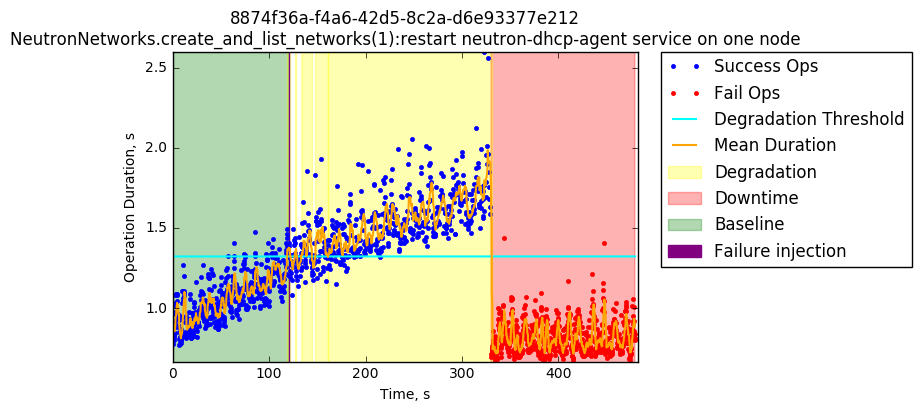 8874f36a-f4a6-42d5-8c2a-d6e93377e212
NeutronNetworks.create_and_list_networks(1):restart neutron-dhcp-agent service on one node
2.5
2.0
1.5
1.0
Operation Duration, s
0
100
200
300
400
Time, s
Success Ops
Fail Ops
Degradation Threshold
Mean Duration
Degradation
Downtime
Baseline
Failure injection